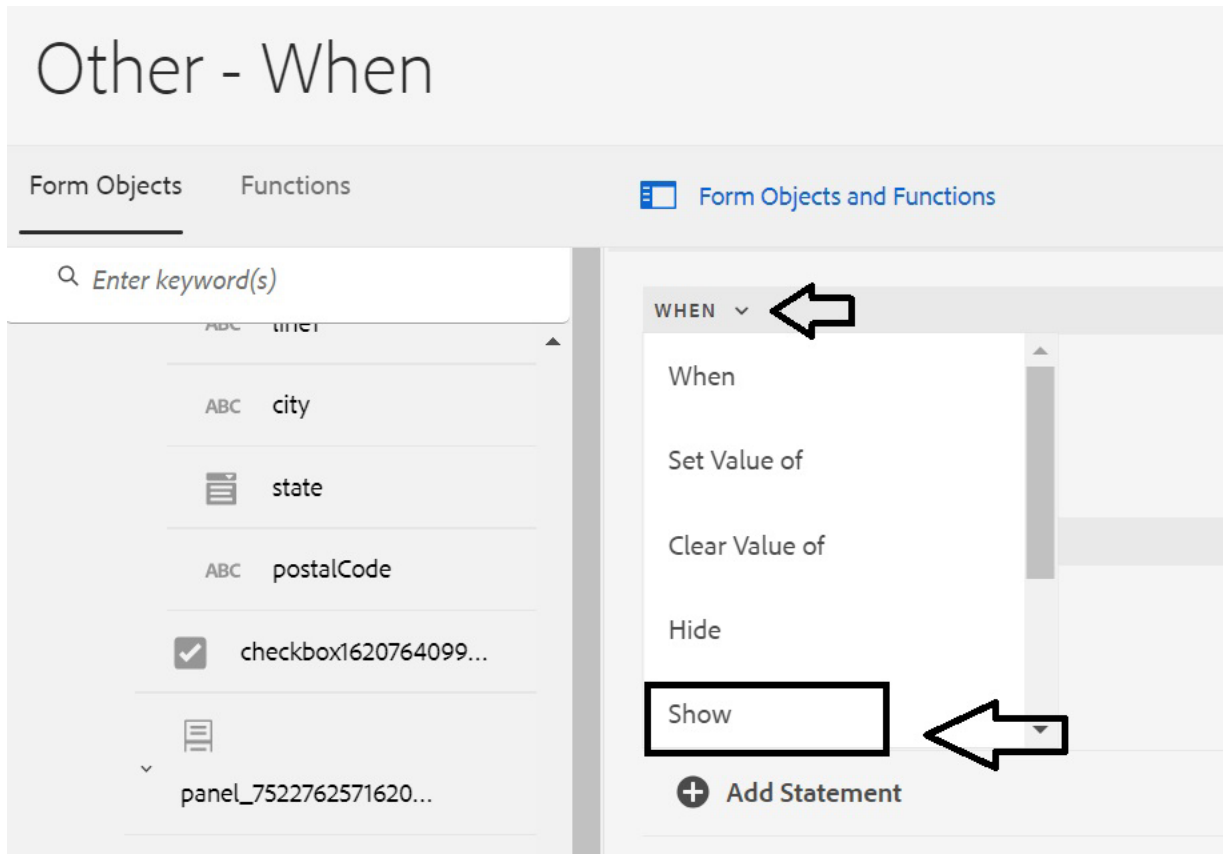 Other - When
Form Objects
Functions
Form Objects and Functions
Enter keyword(s)
WHEN
ABC
When
ABC city
Set Value of
state
Clear Value of
ABC postalCode
Hide
checkbox1620764099...
Show
panel_7522762571620...
Add Statement